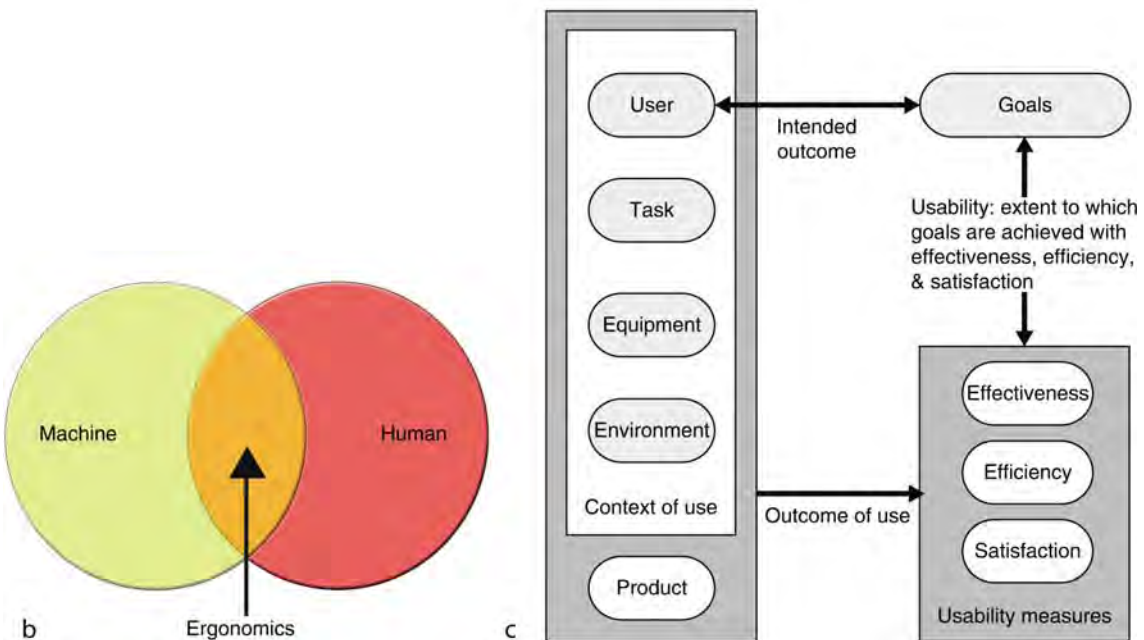 Machine
Human
Ergonomics
b
c
User
Task
Equipment
Environment
Context of use
Product
Intended
outcome
Goals
Usability: extent to which
goals are achieved with
effectiveness, efficiency,
& satisfaction
Outcome of use
Effectiveness
Efficiency
Satisfaction
Usability measures